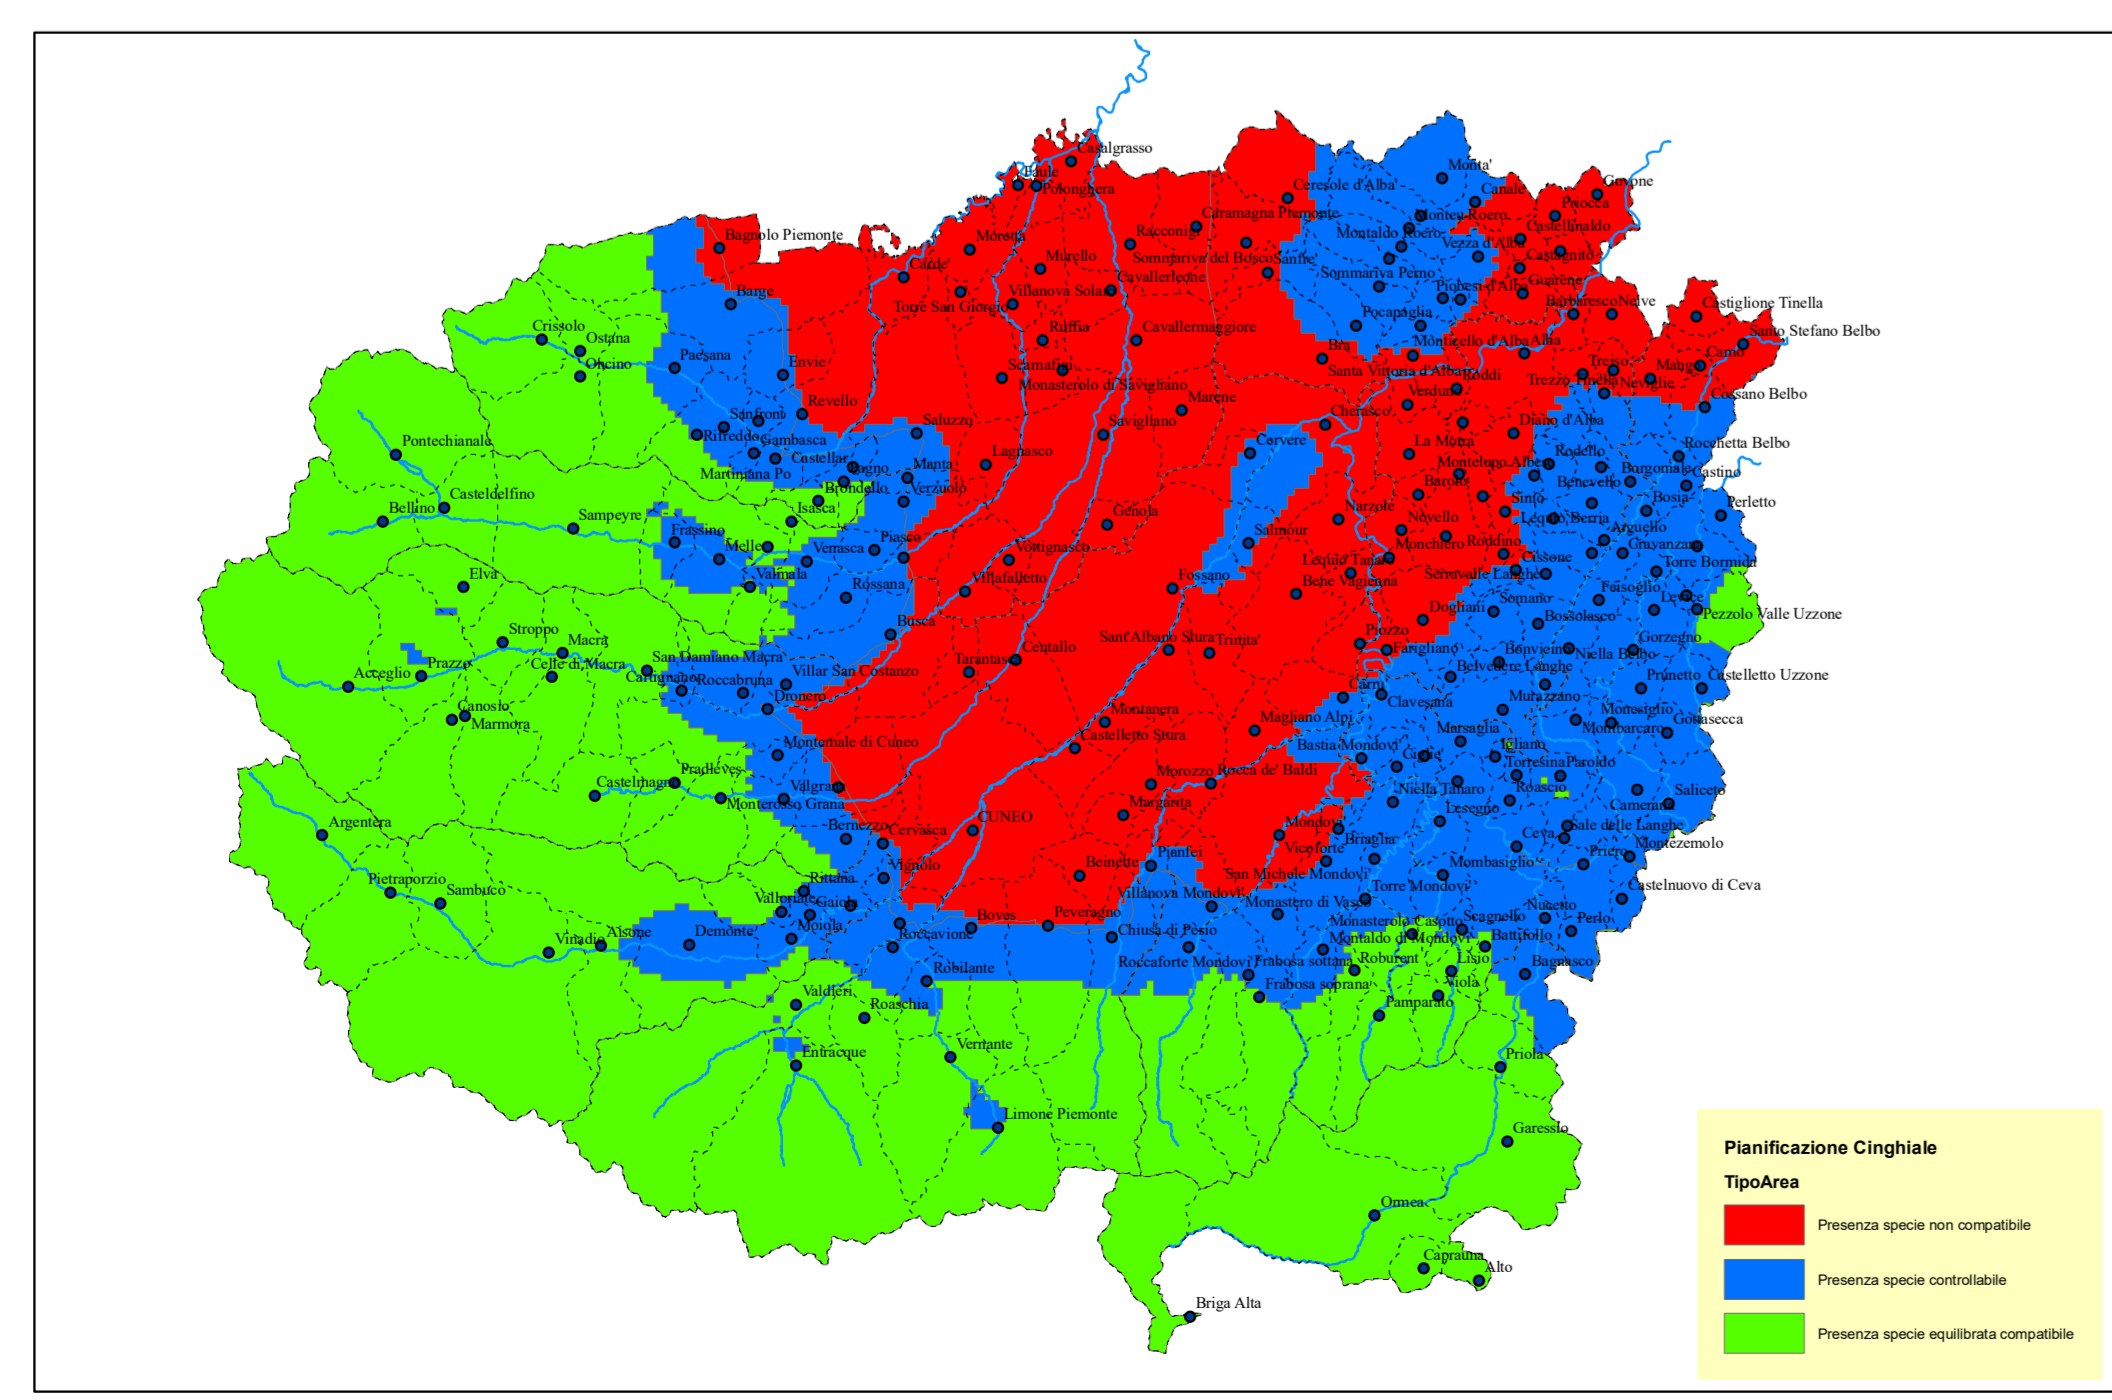 Casalgrasso
Faule
Polonghera
Monta'
Canale
Govone
Priocca
Ceresole d'Alba'
Caramagna Piemonte
Racconigi
Monteu Roero
Montaldo Roero
Castellinaldo
Vezza d'Alba
Castagnito
Bagnolo Piemonte
Moretta
Murello
Sommariva del Bosco
Sanfre'
Carde'
Cavallerleone
Sommariva Perno
Guarene
Piobesi d'Alba
Barge
Torre San Giorgio
Villanova Solaro
Barbaresco
Neive
Castiglione Tinella
Pocapaglia
Santo Stefano Belbo
Crissolo
Ostana
Oncino
Paesana
Envie
Ruffia
Cavallermaggiore
Bra
Monticello d'Alba
Alba
Scarnafigi
Monasterolo di Savigliano
Santa Vittoria d'Alba
Roddi
Treiso
Trezzo Tinella
Neviglie
Mango
Camo
Cossano Belbo
Revello
Marene
Verduno
Cherasco
Sanfront
Rifreddo
Gambasca
Saluzzo
Savigliano
Diano d'Alba
Pontechianale
Martiniana Po
Castellar
Pagno
Manta
Lagnasco
Cervere
La Morra
Montelupo Albese
Rodello
Rocchetta Belbo
Borgomale
Castino
Benevello
Casteldelfino
Bellino
Sampeyre
Brondello
Isasca
Verzuolo
Barolo
Sinio
Bosia
Perletto
Genola
Narzole
Novello
Lequio Berria
Arguello
Frassino
Melle
Venasca
Piasco
Vottignasco
Salmour
Monchiero
Roddino
Cissone
Gravanzana
Torre Bormida
Elva
Valmala
Rossana
Villafalletto
Fossano
Lequio Tanaro
Bene Vagienna
Serravalle Langhe
Feisoglio
Levice
Pezzolo Valle Uzzone
Busca
Dogliani
Somano
Bossolasco
Stroppo
Macra
Celle di Macra
San Damiano Macra
Cartignano
Roccabruna
Villar San Costanzo
Tarantasca
Centallo
Sant'Albano Stura
Trinita'
Piozzo
Farigliano
Bonvicino
Niella Belbo
Gorzegno
Acceglio
Prazzo
Dronero
Belvedere Langhe
Carru
Clavesana
Murazzano
Prunetto
Castelletto Uzzone
Canosio
Marmora
Montanera
Magliano Alpi
Monesiglio
Mombarcaro
Gottasecca
Montemale di Cuneo
Castelletto Stura
Bastia Mondovi'
Ciglie
Marsaglia
Igliano
Torresina
Paroldo
Castelmagno
Pradleves
Monterosso Grana
Valgrana
Morozzo
Rocca de' Baldi
Niella Tanaro
Roascio
Camerana
Saliceto
Argentera
Bernezzo
Cervasca
CUNEO
Margarita
Mondovi'
Vicoforte
Briaglia
Lesegno
Ceva
Sale delle Langhe
Priero
Montezemolo
Pietraporzio
Sambuco
Rittana
Vignolo
Beinette
Pianfei
San Michele Mondovi'
Torre Mondovi'
Mombasiglio
Castelnuovo di Ceva
Valloriate
Gaiola
Villanova Mondovi'
Monastero di Vasco
Monasterolo Casotto
Scagnello
Nucetto
Perlo
Vinadio
Aisone
Demonte
Moiola
Roccavione
Boves
Peveragno
Chiusa di Pesio
Montaldo di Mondovi'
Battifollo
Robilante
Roccaforte Mondovi'
Frabosa sottana
Roburent
Lisio
Bagnasco
Valdieri
Roaschia
Frabosa soprana
Pamparato
Viola
Entracque
Vernante
Priola
Limone Piemonte
Garessio
Ormea
Caprauna
Alto
Briga Alta
Pianificazione Cinghiale
TipoArea
Presenza specie non compatibile
Presenza specie controllabile
Presenza specie equilibrata compatibile